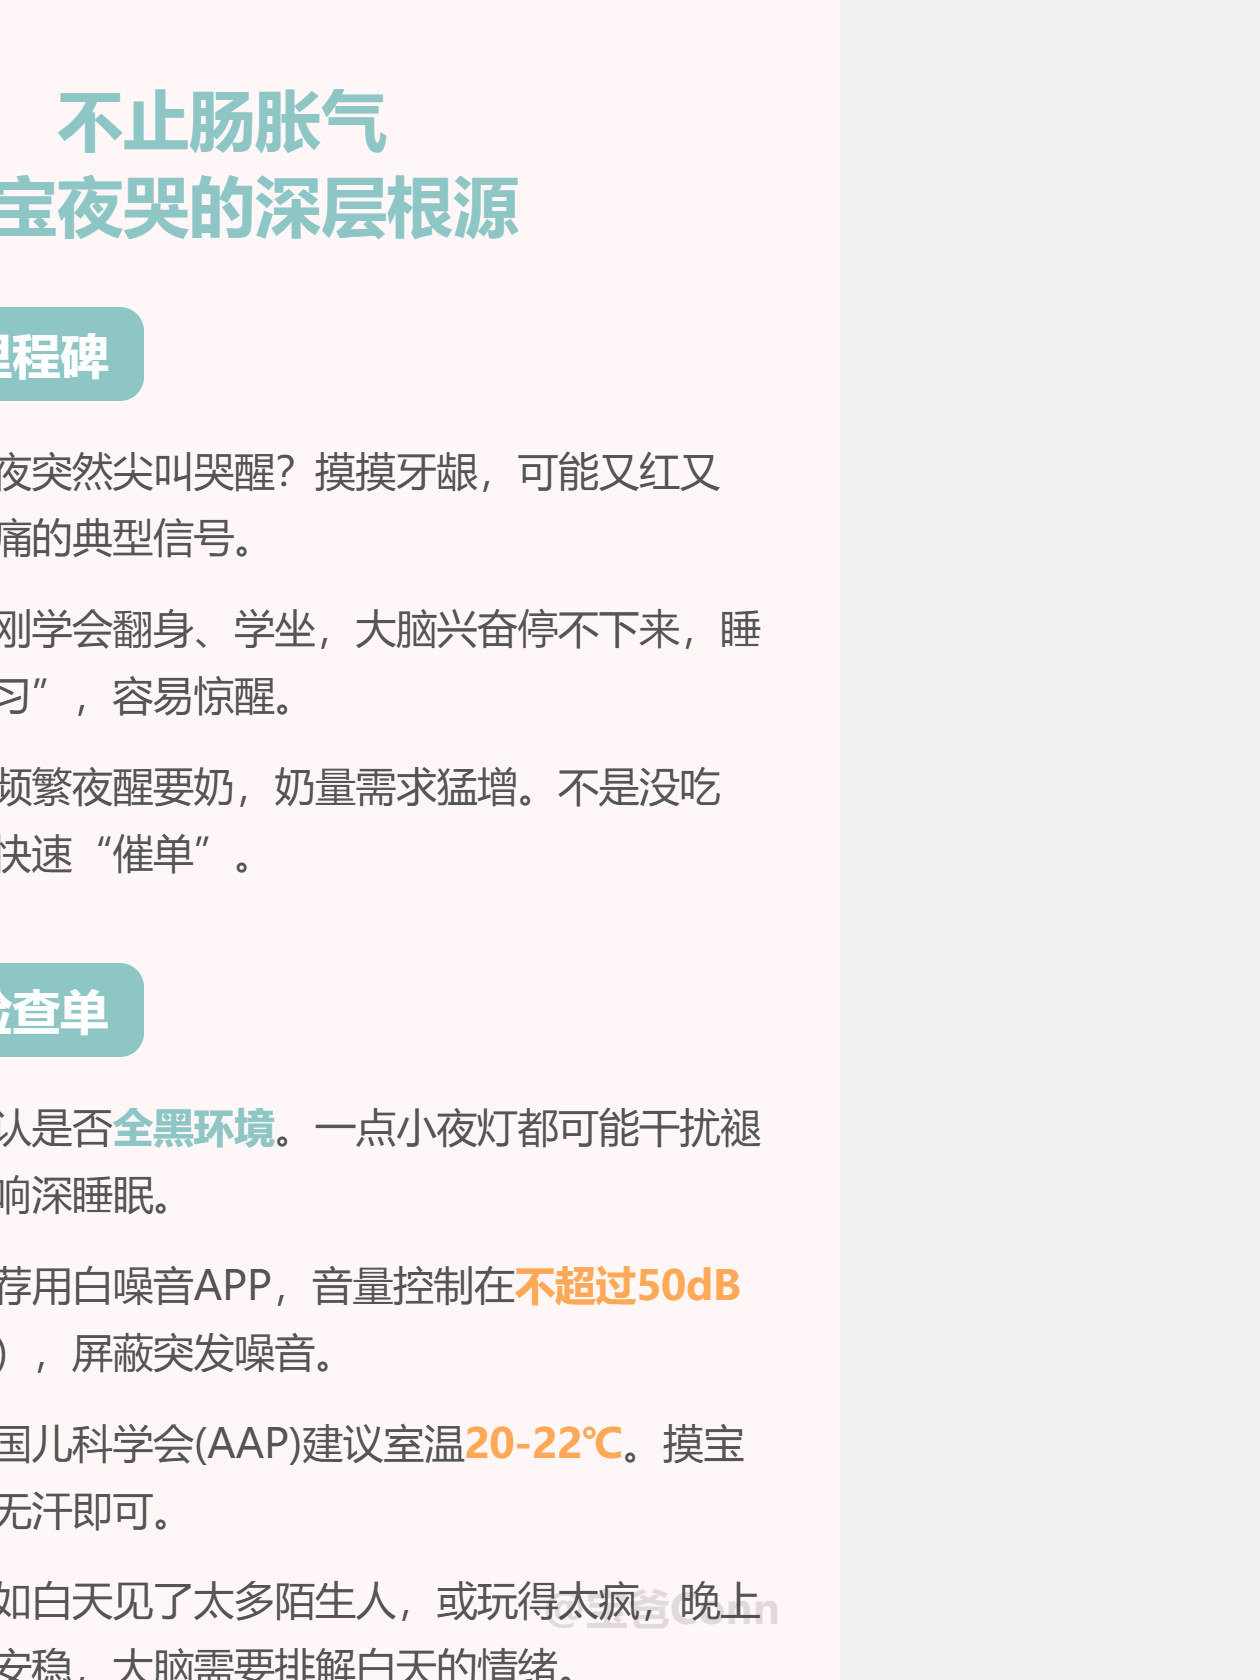 不止肠胀气
宝夜哭的深层根源
里程碑
夜突然尖叫哭醒？摸摸牙龈，可能又红又
痛的典型信号。
刚学会翻身、学坐，大脑兴奋停不下来，睡
习”，容易惊醒。
频繁夜醒要奶，奶量需求猛增。不是没吃
快速“催单”。
检查单
认是否全黑环境。一点小夜灯都可能干扰褪
响深睡眠。
荐用白噪音APP，音量控制在不超过50dB
），屏蔽突发噪音。
国儿科学会(AAP)建议室温20-22℃。摸宝
无汗即可。
如白天见了太多陌生人，或玩得太疯，晚上
@宝爸Conn
安稳，大脑需要排解白天的情绪。